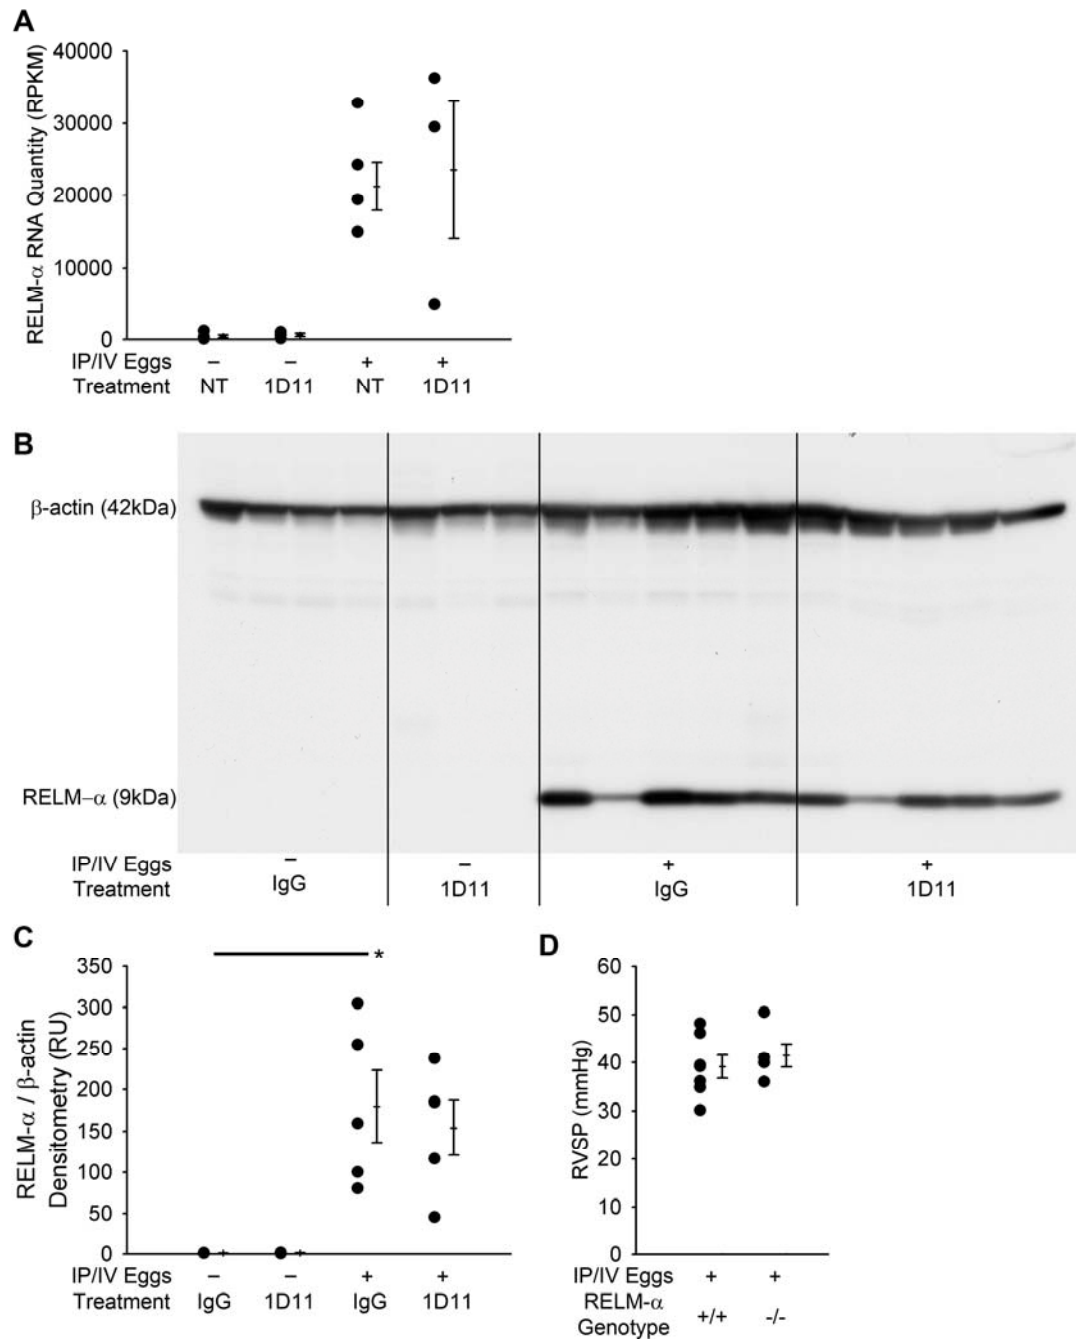 A
RELM-α RNA Quantity (RPKM)
40000
30000
20000
10000
0
IP/IV Eggs – – + +
Treatment NT 1D11 NT 1D11
B
β-actin (42kDa)
RELM–α (9kDa)
IP/IV Eggs – – + +
Treatment IgG 1D11 IgG 1D11
C
RELM-α / β-actin
Densitometry (RU)
*
350
300
250
200
150
100
50
0
IP/IV Eggs – – + +
Treatment IgG 1D11 IgG 1D11
D
RVSP (mmHg)
60
50
40
30
20
10
0
IP/IV Eggs + +
RELM-α
Genotype +/+ -/-